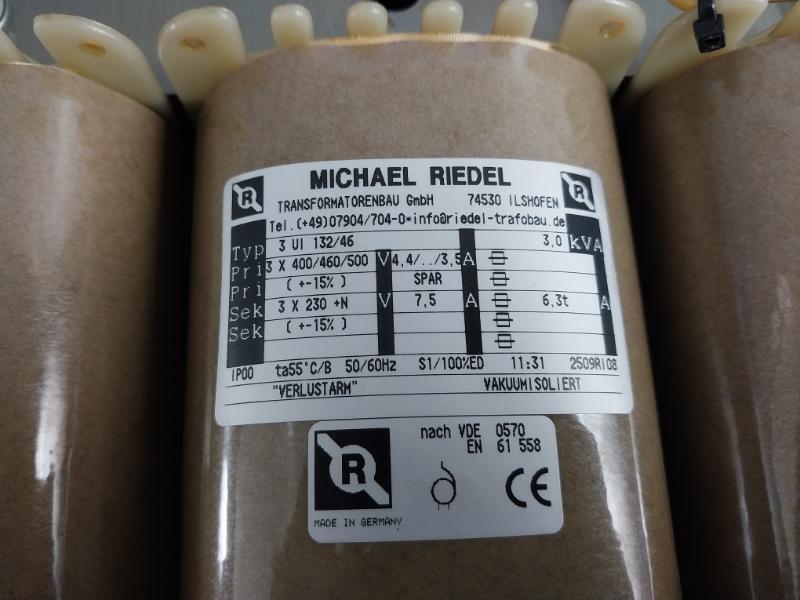 R MICHAEL RIEDEL R
TRANSFORMATORENBAU GmbH 74530 ILSHOFEN
Tel.(+49)07904/704-0*info@riedel-trafobau.de
Typ 3 UI 132/46 3,0 kVA
Pri 3 X 400/460/500 V 4,4/../3,5 A
Pri (+-15%) SPAR
Sek 3 X 230 +N V 7,5 A 6,3t A
Sek (+-15%)
IP00 ta55°C/B 50/60Hz S1/100%ED 11:31 2509RI08
"VERLUSTARM" VAKUUMISOLIERT
nach VDE 0570
EN 61 558
R
CE
MADE IN GERMANY